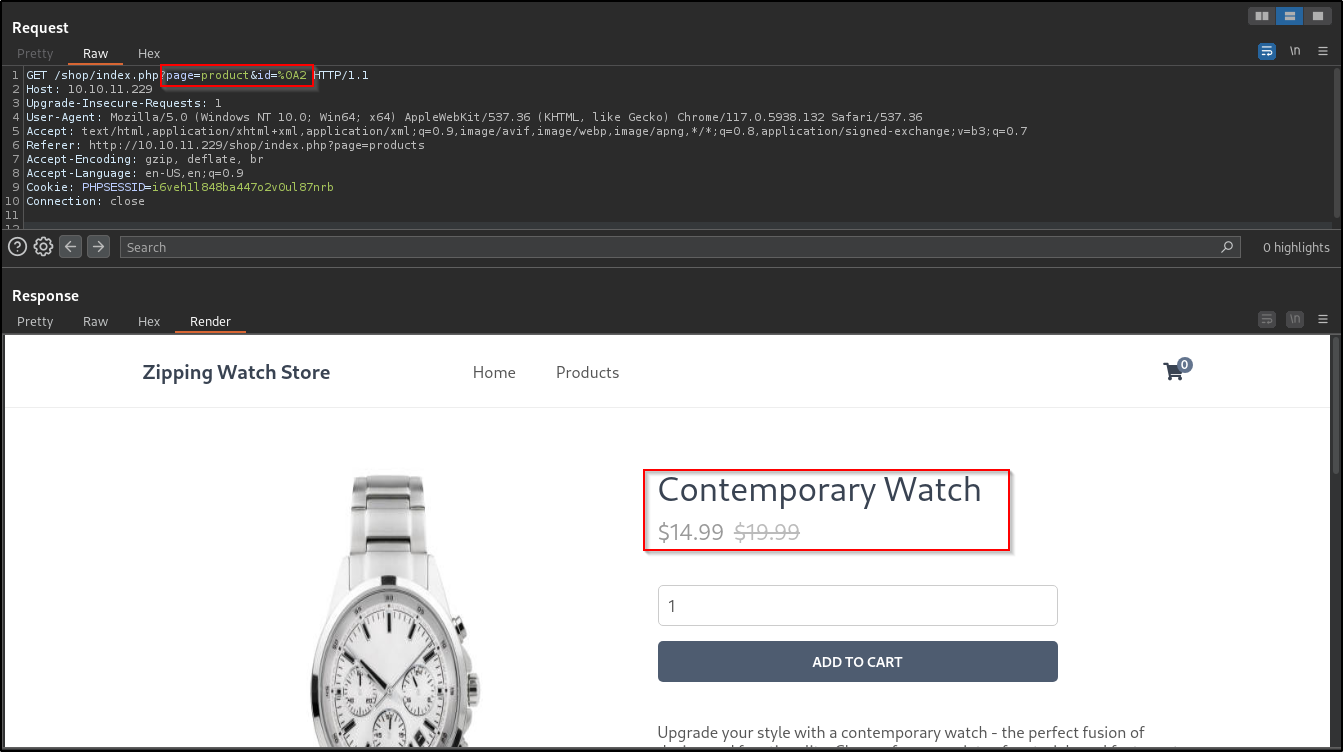 Request
Pretty Raw Hex \n
1 GET /shop/index.php?page=product&id=%0A2 HTTP/1.1
2 Host: 10.10.11.229
3 Upgrade-Insecure-Requests: 1
4 User-Agent: Mozilla/5.0 (Windows NT 10.0; Win64; x64) AppleWebKit/537.36 (KHTML, like Gecko) Chrome/117.0.5938.132 Safari/537.36
5 Accept: text/html,application/xhtml+xml,application/xml;q=0.9,image/avif,image/webp,image/apng,*/*;q=0.8,application/signed-exchange;v=b3;q=0.7
6 Referer: http://10.10.11.229/shop/index.php?page=products
7 Accept-Encoding: gzip, deflate, br
8 Accept-Language: en-US,en;q=0.9
9 Cookie: PHPSESSID=i6veh1l848ba447o2v0ul87nrb
10 Connection: close
11
12
? Search 0 highlights
Response
Pretty Raw Hex Render \n
Zipping Watch Store Home Products 0
Contemporary Watch
$14.99 $19.99
1
ADD TO CART
Upgrade your style with a contemporary watch - the perfect fusion of